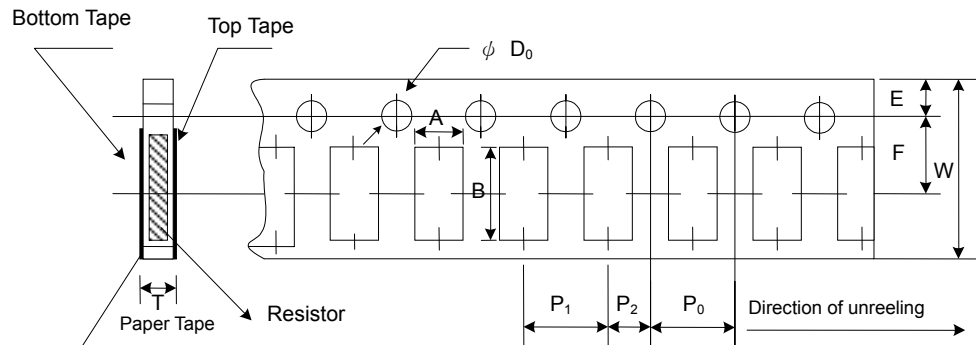 Bottom Tape
Top Tape
ψ D₀
A
B
E
F
W
T
Paper Tape
Resistor
P₁
P₂
P₀
Direction of unreeling